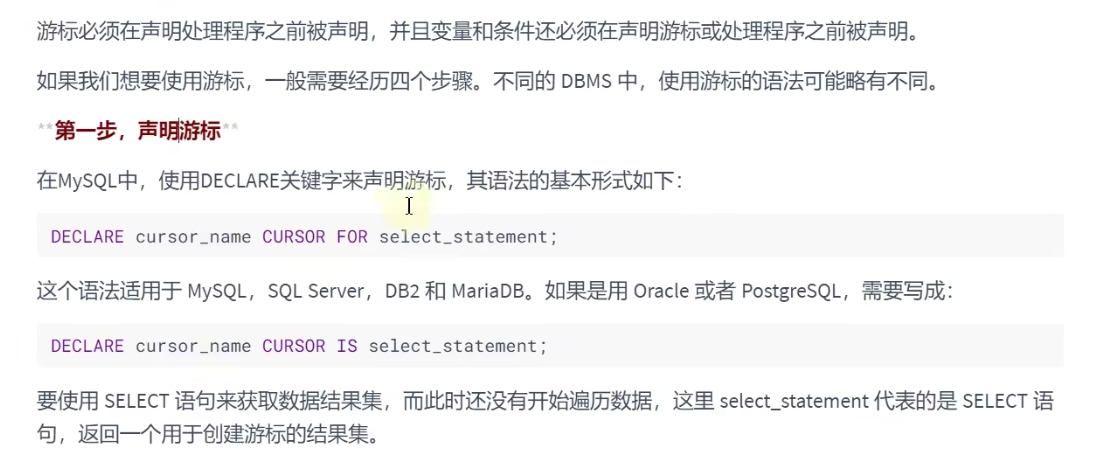 游标必须在声明处理程序之前被声明，并且变量和条件还必须在声明游标或处理程序之前被声明。
如果我们想要使用游标，一般需要经历四个步骤。不同的 DBMS 中，使用游标的语法可能略有不同。
**第一步，声明游标**
在MySQL中，使用DECLARE关键字来声明游标，其语法的基本形式如下：
DECLARE cursor_name CURSOR FOR select_statement;
这个语法适用于 MySQL，SQL Server，DB2 和 MariaDB。如果是用 Oracle 或者 PostgreSQL，需要写成：
DECLARE cursor_name CURSOR IS select_statement;
要使用 SELECT 语句来获取数据结果集，而此时还没有开始遍历数据，这里 select_statement 代表的是 SELECT 语
句，返回一个用于创建游标的结果集。